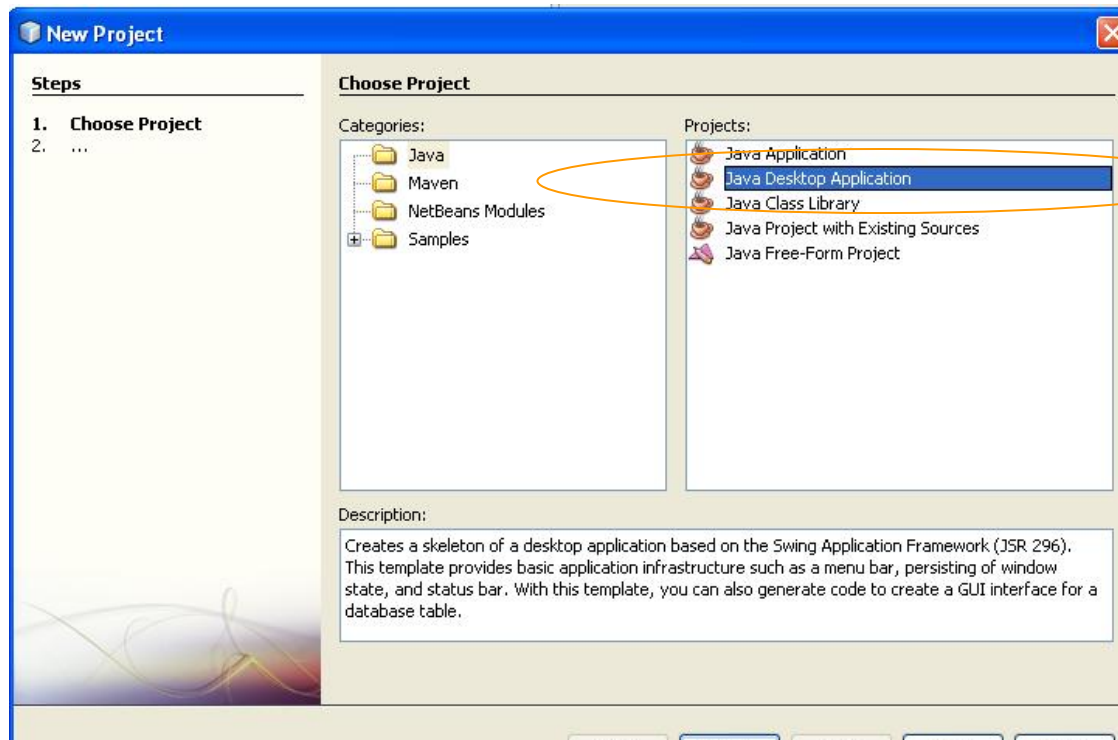 New Project
Steps
1. Choose Project
2. ...
Choose Project
Categories:
Java
Maven
NetBeans Modules
Samples
Projects:
Java Application
Java Desktop Application
Java Class Library
Java Project with Existing Sources
Java Free-Form Project
Description:
Creates a skeleton of a desktop application based on the Swing Application Framework (JSR 296).
This template provides basic application infrastructure such as a menu bar, persisting of window
state, and status bar. With this template, you can also generate code to create a GUI interface for a
database table.